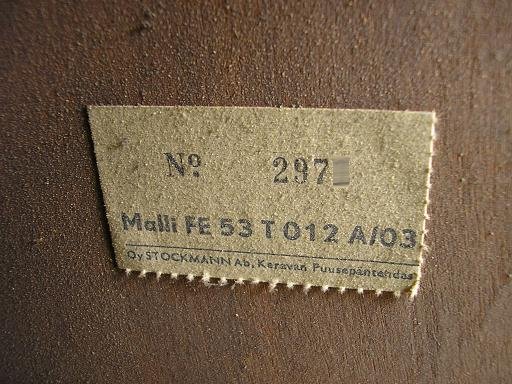 Nº 297
Malli FE 53 T 012 A/03
Oy STOCKMANN Ab, Keravan Puusepäntehdas